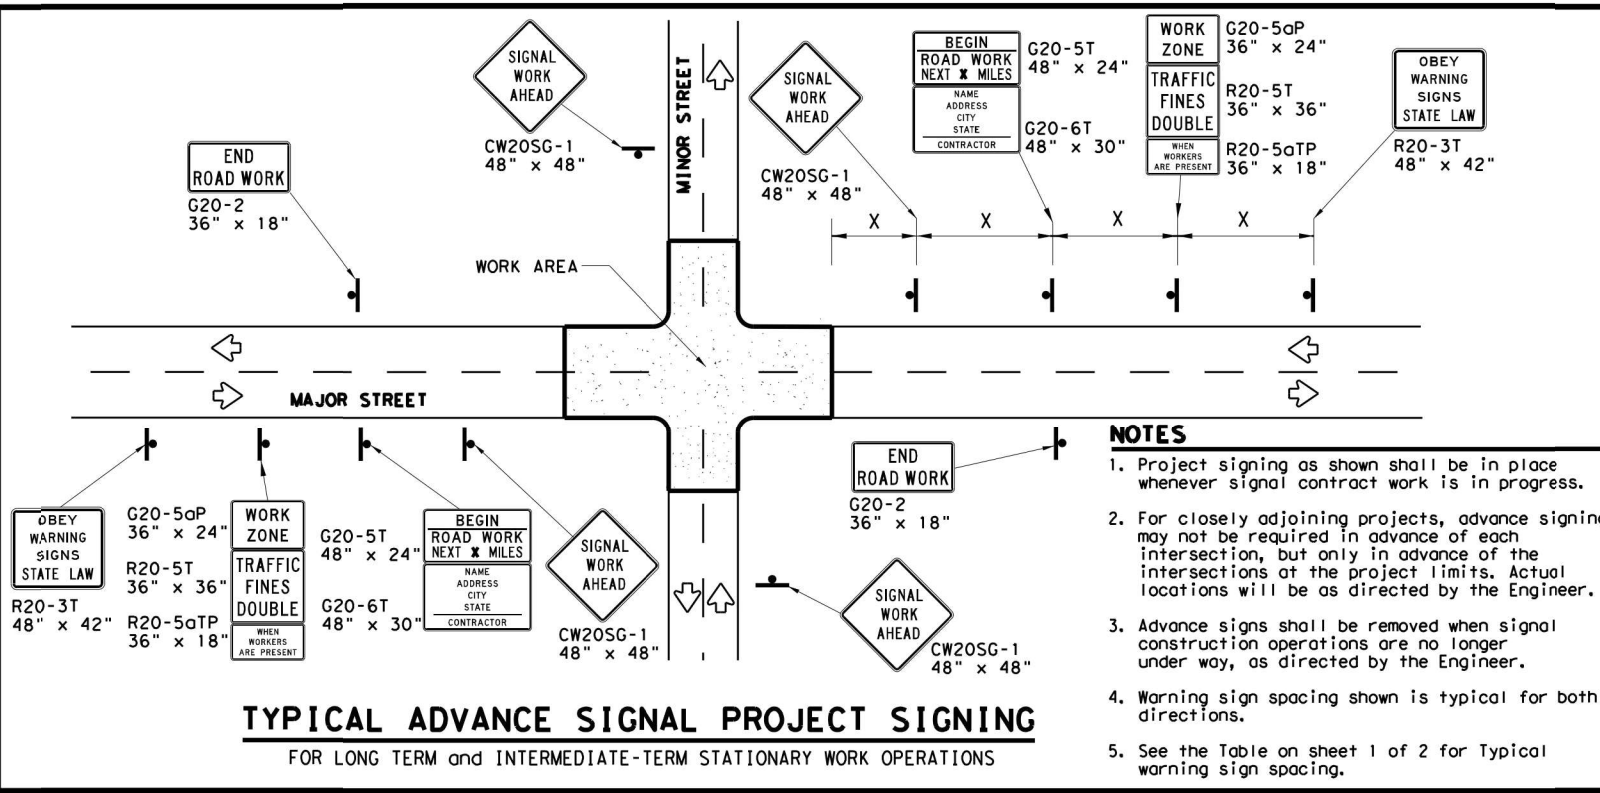 SIGNAL
WORK
AHEAD
CW20SG-1
48" x 48"
END
ROAD WORK
G20-2
36" x 18"
MINOR STREET
SIGNAL
WORK
AHEAD
CW20SG-1
48" x 48"
BEGIN
ROAD WORK
NEXT X MILES
NAME
ADDRESS
CITY
STATE
CONTRACTOR
G20-5T
48" x 24"
G20-6T
48" x 30"
WORK
ZONE
TRAFFIC
FINES
DOUBLE
WHEN
WORKERS
ARE PRESENT
G20-5aP
36" x 24"
R20-5T
36" x 36"
R20-5aTP
36" x 18"
OBEY
WARNING
SIGNS
STATE LAW
R20-3T
48" x 42"
X
X
X
X
WORK AREA
MAJOR STREET
OBEY
WARNING
SIGNS
STATE LAW
R20-3T
48" x 42"
G20-5aP
36" x 24"
R20-5T
36" x 36"
R20-5aTP
36" x 18"
WORK
ZONE
TRAFFIC
FINES
DOUBLE
WHEN
WORKERS
ARE PRESENT
G20-5T
48" x 24"
G20-6T
48" x 30"
BEGIN
ROAD WORK
NEXT X MILES
NAME
ADDRESS
CITY
STATE
CONTRACTOR
SIGNAL
WORK
AHEAD
CW20SG-1
48" x 48"
END
ROAD WORK
G20-2
36" x 18"
SIGNAL
WORK
AHEAD
CW20SG-1
48" x 48"
TYPICAL ADVANCE SIGNAL PROJECT SIGNING
FOR LONG TERM and INTERMEDIATE-TERM STATIONARY WORK OPERATIONS
NOTES
1. Project signing as shown shall be in place
whenever signal contract work is in progress.
2. For closely adjoining projects, advance signing
may not be required in advance of each
intersection, but only in advance of the
intersections at the project limits. Actual
locations will be as directed by the Engineer.
3. Advance signs shall be removed when signal
construction operations are no longer
under way, as directed by the Engineer.
4. Warning sign spacing shown is typical for both
directions.
5. See the Table on sheet 1 of 2 for Typical
warning sign spacing.